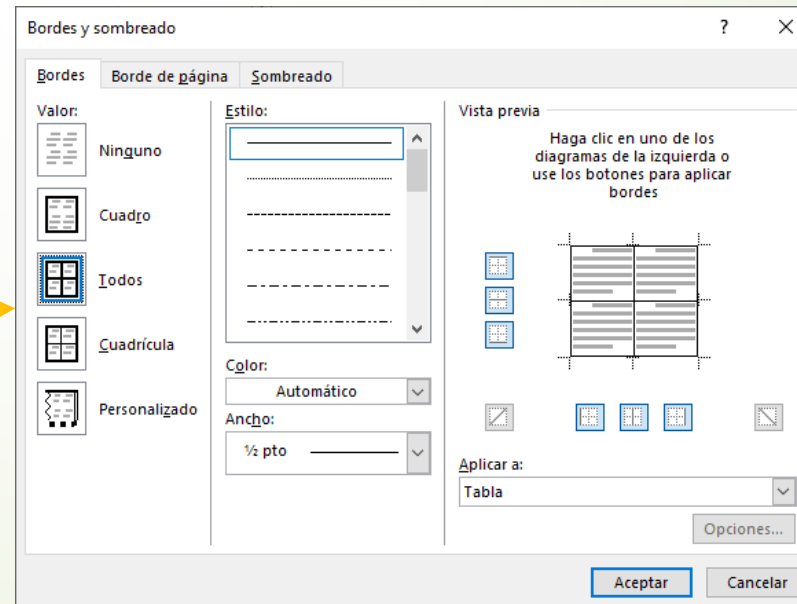 Bordes y sombreado
?
Bordes
Borde de página
Sombreado
Valor:
Ninguno
Cuadro
Todos
Cuadrícula
Personalizado
Estilo:
Color:
Automático
Ancho:
½ pto
Vista previa
Haga clic en uno de los
diagramas de la izquierda o
use los botones para aplicar
bordes
Aplicar a:
Tabla
Opciones...
Aceptar
Cancelar